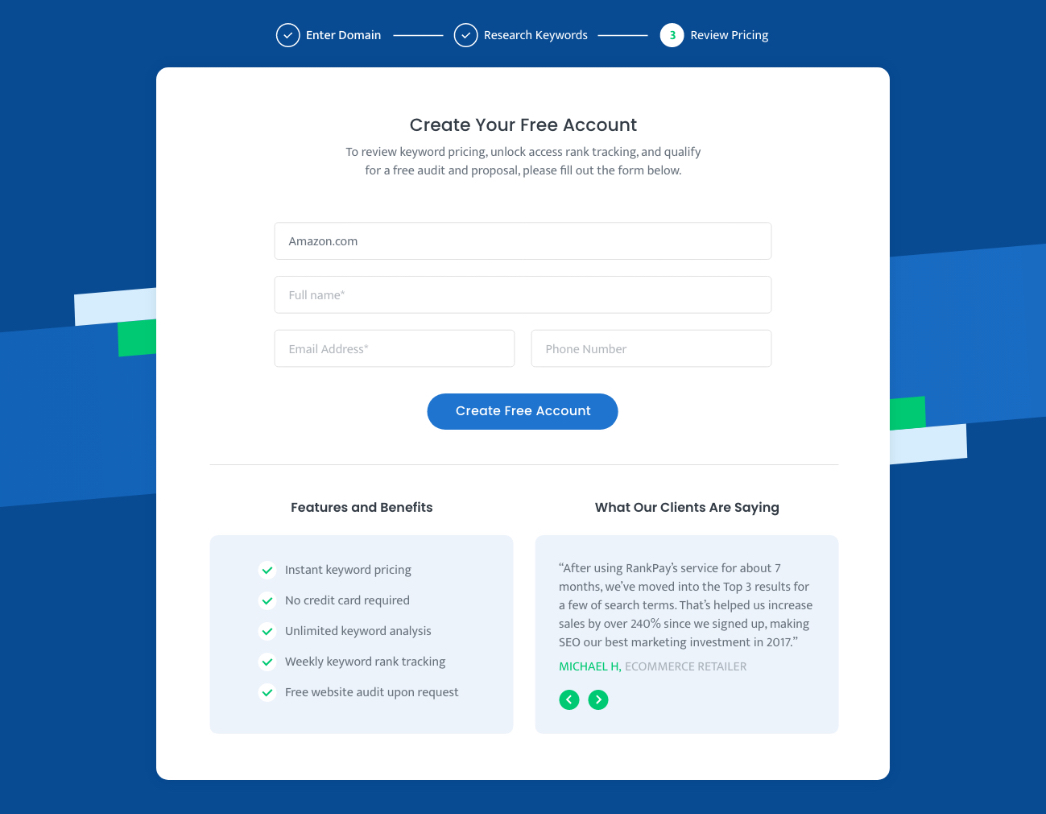 Enter Domain
Research Keywords
3 Review Pricing
Create Your Free Account
To review keyword pricing, unlock access rank tracking, and qualify
for a free audit and proposal, please fill out the form below.
Amazon.com
Full name*
Email Address*
Phone Number
Create Free Account
Features and Benefits
Instant keyword pricing
No credit card required
Unlimited keyword analysis
Weekly keyword rank tracking
Free website audit upon request
What Our Clients Are Saying
“After using RankPay’s service for about 7
months, we’ve moved into the Top 3 results for
a few of search terms. That’s helped us increase
sales by over 240% since we signed up, making
SEO our best marketing investment in 2017.”
MICHAEL H, ECOMMERCE RETAILER